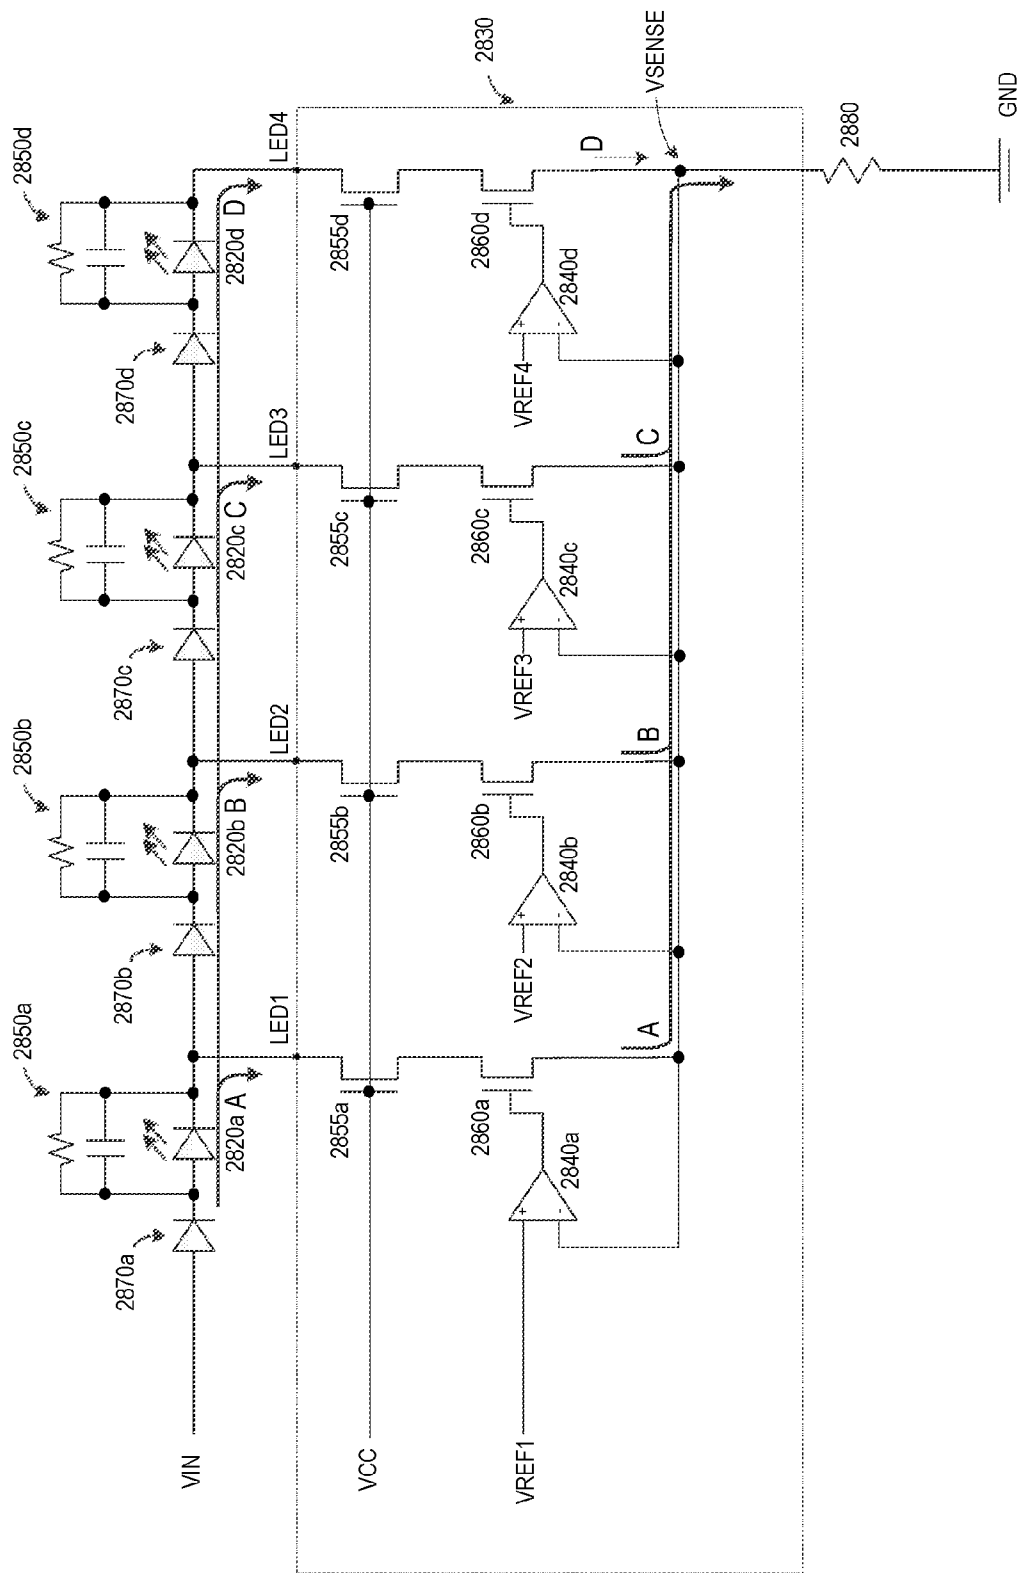 2850a
2850b
2850c
2850d
2870a
2870b
2870c
2870d
2820a
A
2820b
B
2820c
C
2820d
D
VIN
LED1
LED2
LED3
LED4
2830
VCC
2855a
2855b
2855c
2855d
2860a
2860b
2860c
2860d
VREF1
+
-
2840a
VREF2
+
-
2840b
VREF3
+
-
2840c
VREF4
+
-
2840d
A
B
C
D
VSENSE
2880
GND